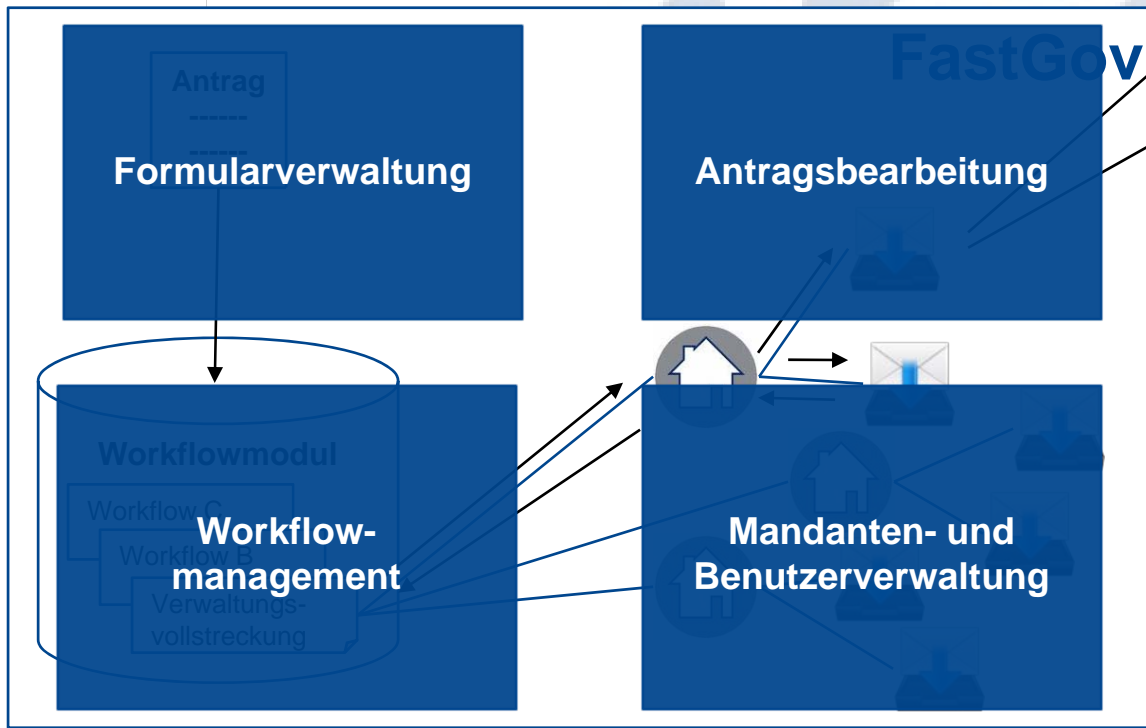 FastGov
Antrag
------
------
Formularverwaltung
Antragsbearbeitung
Workflowmodul
Workflow C
Workflow B
Verwaltungs-
vollstreckung
Workflow-
management
Mandanten- und
Benutzerverwaltung